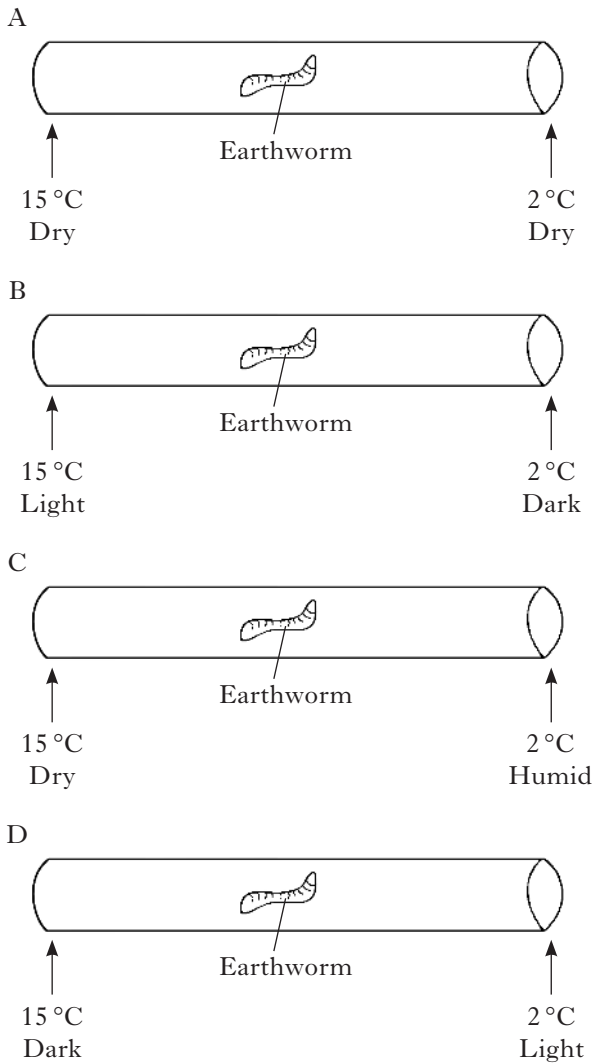 A
Earthworm
15 °C 2 °C
Dry Dry
B
Earthworm
15 °C 2 °C
Light Dark
C
Earthworm
15 °C 2 °C
Dry Humid
D
Earthworm
15 °C 2 °C
Dark Light